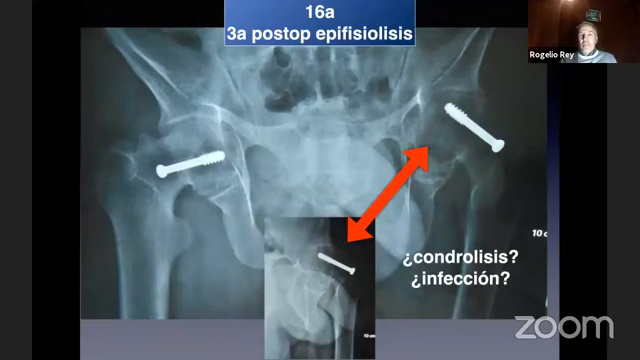 16a
3a postop epifisiolisis
Rogelio Rey
10 c
¿condrolisis?
¿infección?
10 cm
zoom